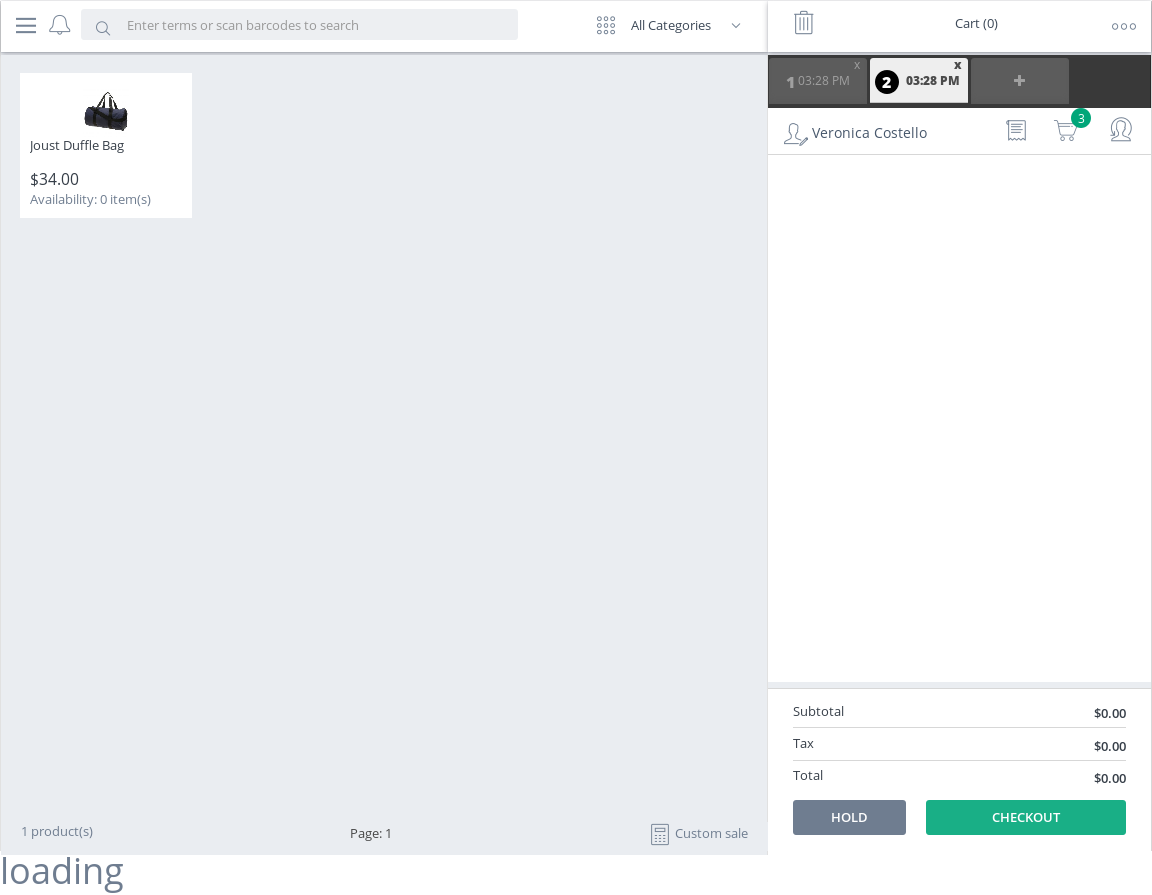 Enter terms or scan barcodes to search
All Categories
Cart (0)
1 03:28 PM x
2 03:28 PM x
+
Joust Duffle Bag
$34.00
Availability: 0 item(s)
Veronica Costello
3
Subtotal $0.00
Tax $0.00
Total $0.00
HOLD CHECKOUT
1 product(s) Page: 1 Custom sale
loading